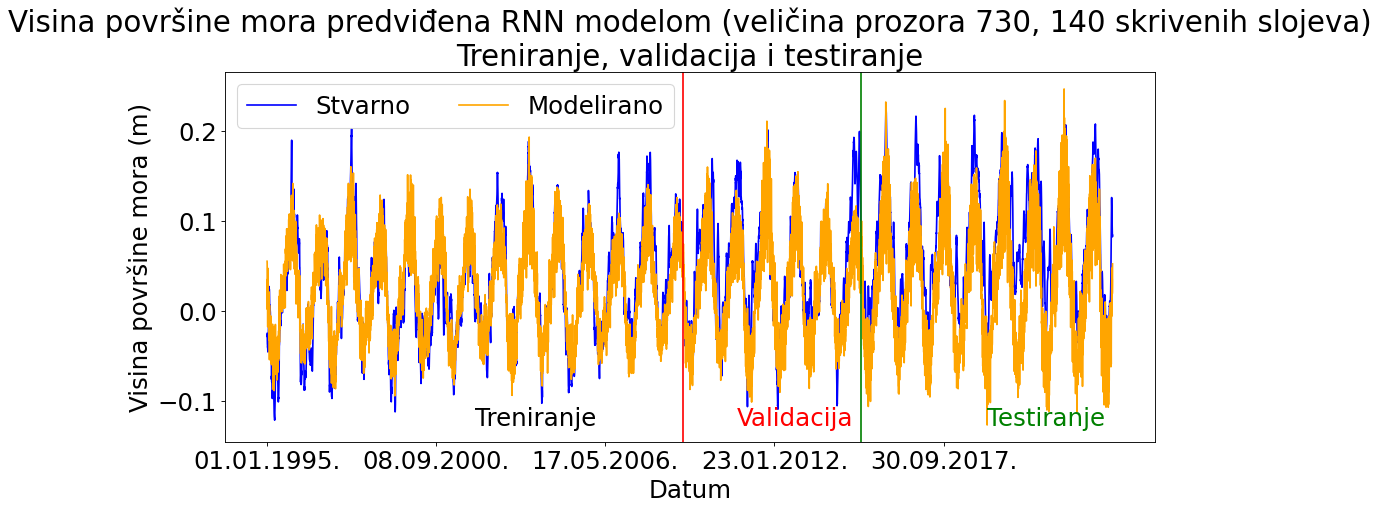 Visina površine mora predviđena RNN modelom (veličina prozora 730, 140 skrivenih slojeva)
Treniranje, validacija i testiranje
Stvarno
Modelirano
Visina površine mora (m)
0.2
0.1
0.0
−0.1
Treniranje
Validacija
Testiranje
01.01.1995.
08.09.2000.
17.05.2006.
23.01.2012.
30.09.2017.
Datum